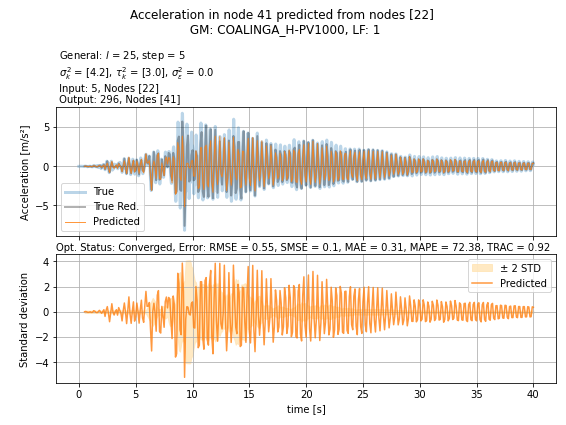 Acceleration in node 41 predicted from nodes [22]
GM: COALINGA_H-PV1000, LF: 1
General: l = 25, step = 5
σ²ₖ = [4.2], τ²ₖ = [3.0], σ²ε = 0.0
Input: 5, Nodes [22]
Output: 296, Nodes [41]
Acceleration [m/s²]
5
0
−5
True
True Red.
Predicted
Opt. Status: Converged, Error: RMSE = 0.55, SMSE = 0.1, MAE = 0.31, MAPE = 72.38, TRAC = 0.92
Standard deviation
4
2
0
−2
−4
± 2 STD
Predicted
0 5 10 15 20 25 30 35 40
time [s]